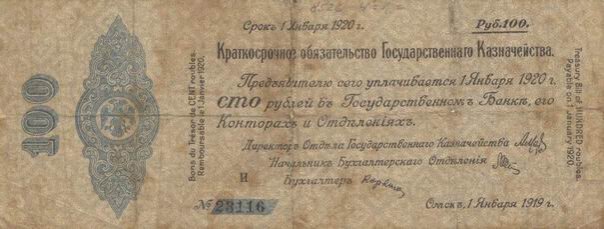 Срокъ 1 Января 1920 г.
Руб. 100.
Краткосрочное обязательство Государственнаго Казначейства.
Предъявителю сего уплачивается 1 Января 1920 г.
сто рублей въ Государственномъ Банкѣ, его
Конторахъ и Отдѣленіяхъ.
Директоръ Отдѣла Государственнаго Казначейства
Начальникъ Бухгалтерскаго Отдѣленія
И Бухгалтеръ
№ 23116
Омскъ, 1 Января 1919 г.
100
Bons du Trésor de CENT roubles.
Remboursable le 1 Janvier 1920.
Treasury Bill of HUNDRED roubles.
Payable on 1 January 1920.